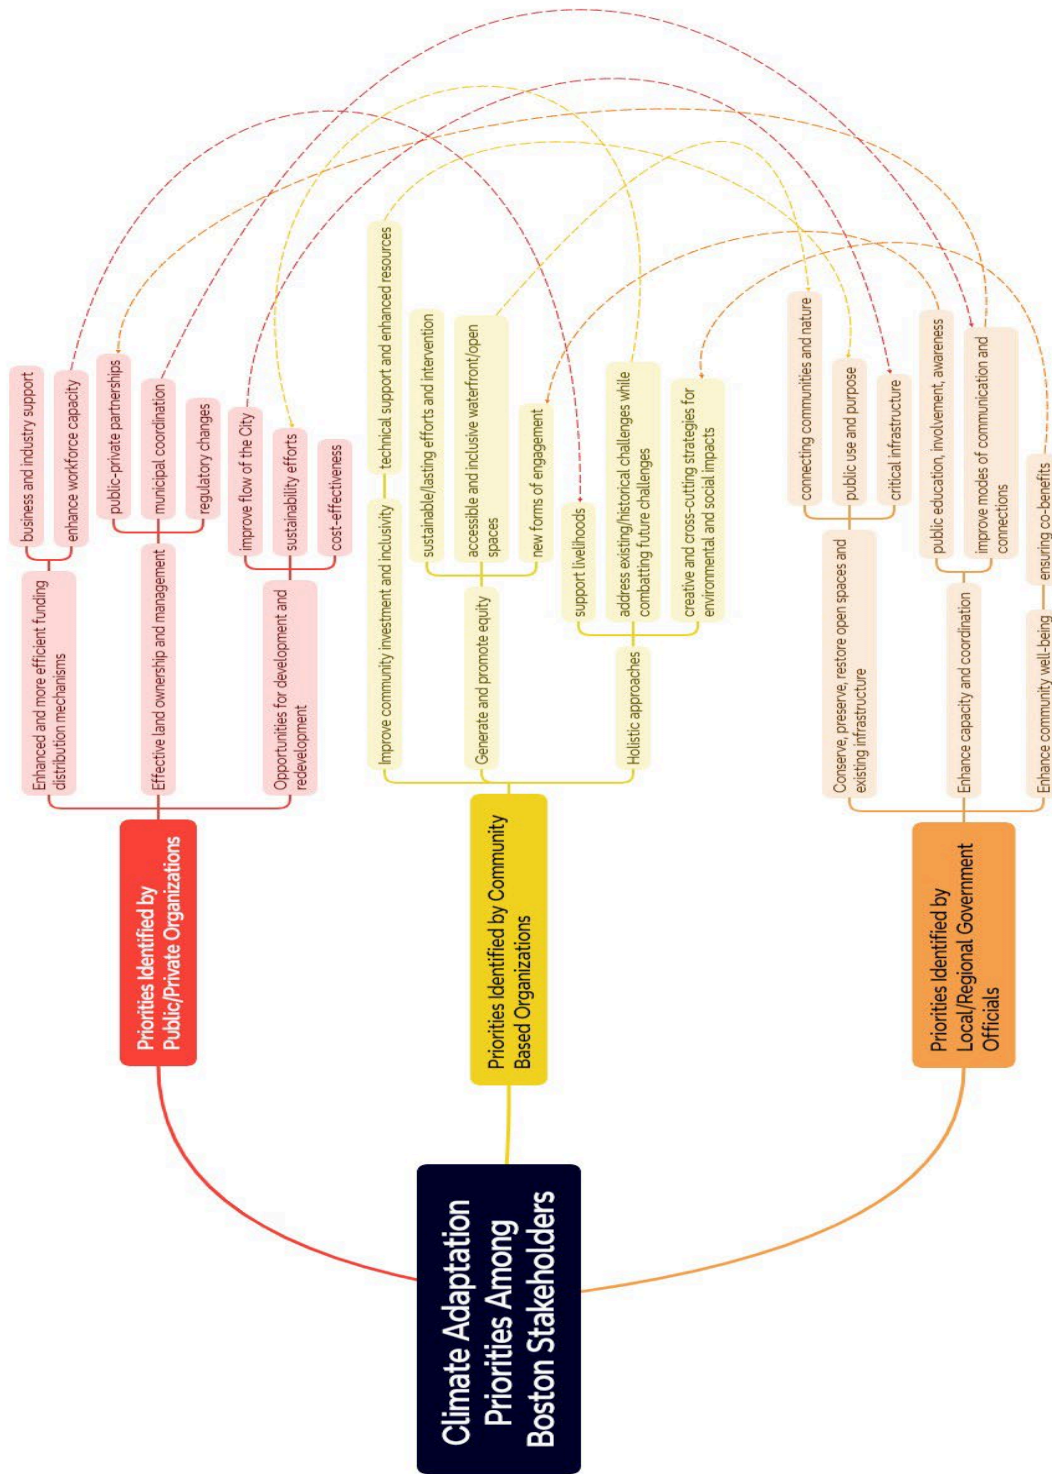 Climate Adaptation
Priorities Among
Boston Stakeholders
Priorities Identified by
Public/Private Organizations
Enhanced and more efficient funding
distribution mechanisms
business and industry support
enhance workforce capacity
Effective land ownership and management
public-private partnerships
municipal coordination
regulatory changes
Opportunities for development and
redevelopment
improve flow of the City
sustainability efforts
cost-effectiveness
Priorities Identified by Community
Based Organizations
Improve community investment and inclusivity
technical support and enhanced resources
Generate and promote equity
sustainable/lasting efforts and intervention
accessible and inclusive waterfront/open
spaces
new forms of engagement
Holistic approaches
support livelihoods
address existing/historical challenges while
combatting future challenges
creative and cross-cutting strategies for
environmental and social impacts
Priorities Identified by
Local/Regional Government
Officials
Conserve, preserve, restore open spaces and
existing infrastructure
connecting communities and nature
public use and purpose
critical infrastructure
Enhance capacity and coordination
public education, involvement, awareness
improve modes of communication and
connections
Enhance community well-being
ensuring co-benefits